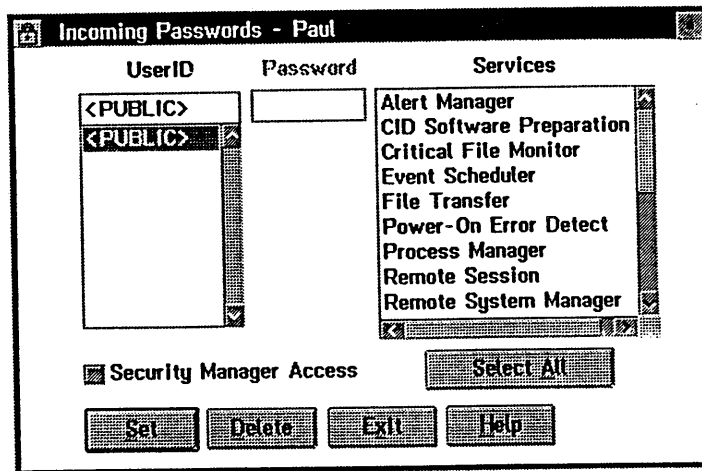 Incoming Passwords - Paul
UserID Password Services
<PUBLIC>
<PUBLIC>
Alert Manager
CID Software Preparation
Critical File Monitor
Event Scheduler
File Transfer
Power-On Error Detect
Process Manager
Remote Session
Remote System Manager
Security Manager Access
Select All
Set Delete Exit Help